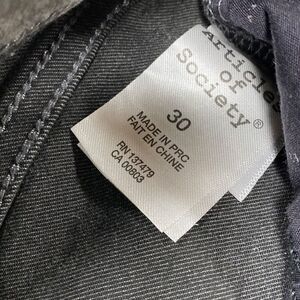 Articles
of
Society®
30
MADE IN PRC
FAIT EN CHINE
RN 137479
CA 00803